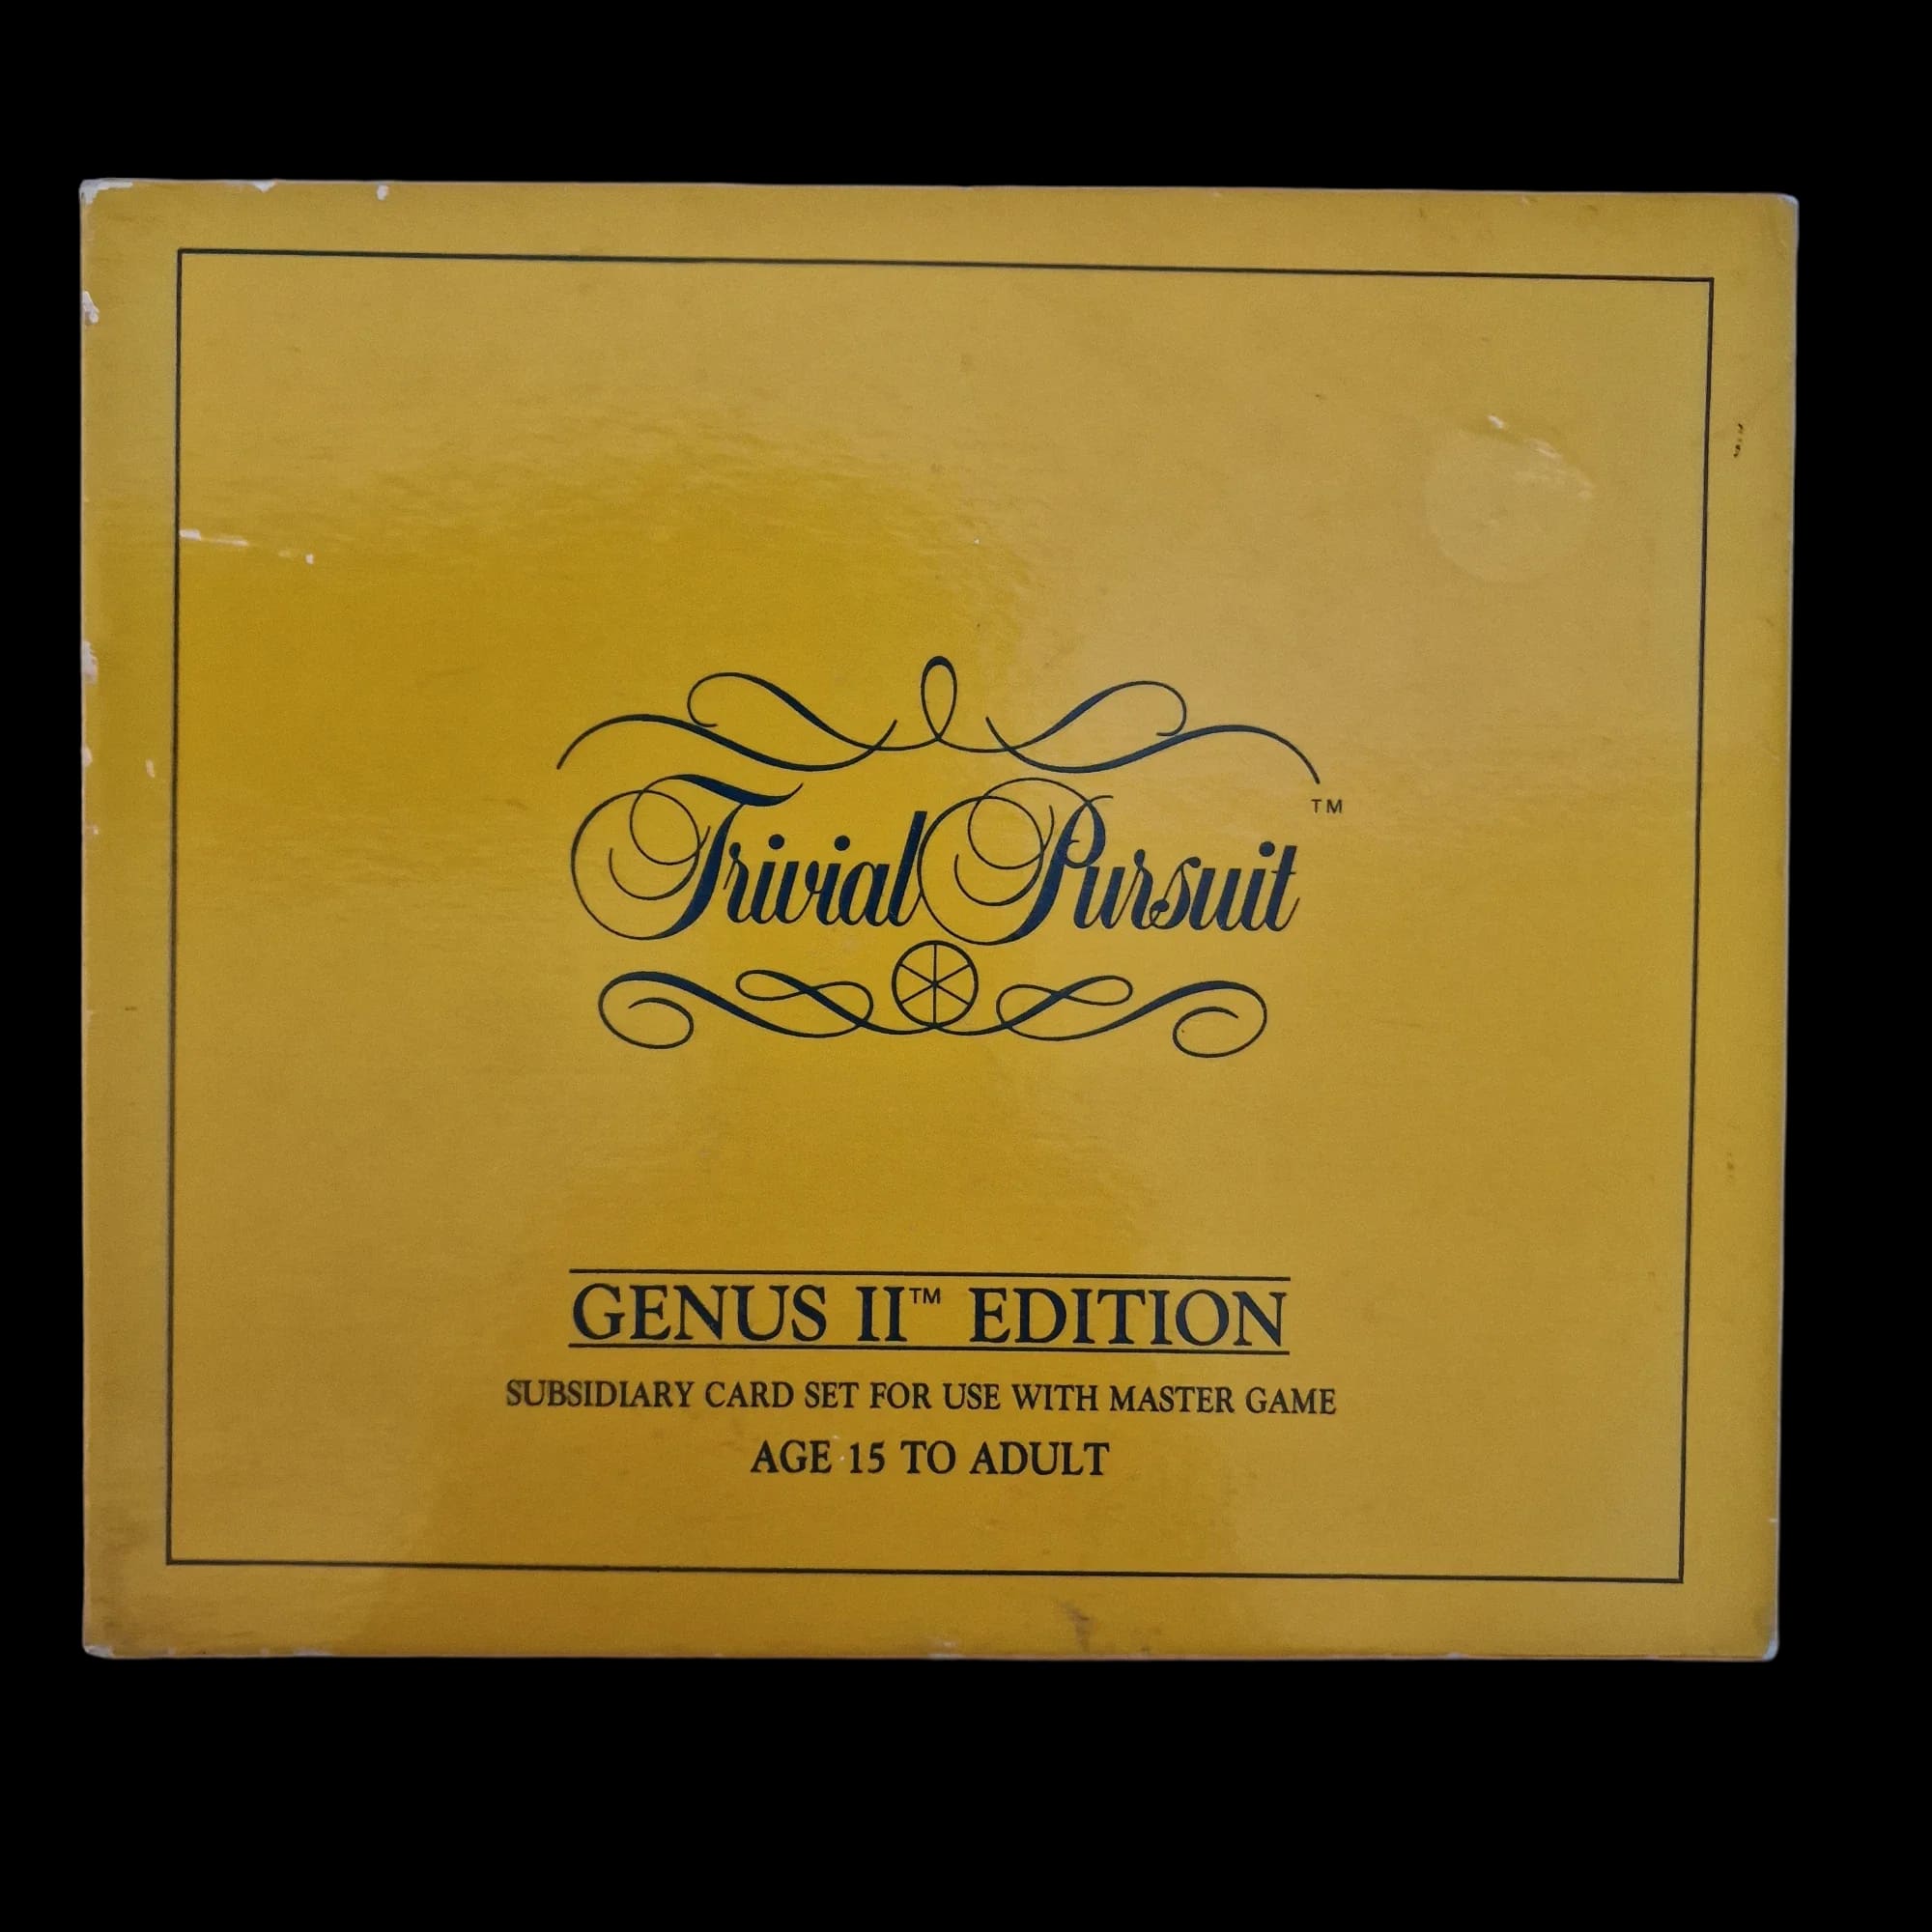 Trivial Pursuit™
GENUS II™ EDITION
SUBSIDIARY CARD SET FOR USE WITH MASTER GAME
AGE 15 TO ADULT